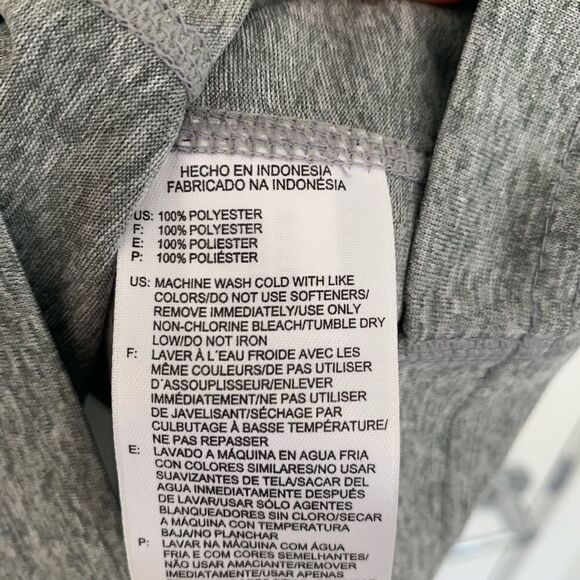 HECHO EN INDONESIA
FABRICADO NA INDONÉSIA
US: 100% POLYESTER
F: 100% POLYESTER
E: 100% POLIESTER
P: 100% POLIÉSTER
US: MACHINE WASH COLD WITH LIKE
COLORS/DO NOT USE SOFTENERS/
REMOVE IMMEDIATELY/USE ONLY
NON-CHLORINE BLEACH/TUMBLE DRY
LOW/DO NOT IRON
F: LAVER À L'EAU FROIDE AVEC LES
MÊME COULEURS/DE PAS UTILISER
D'ASSOUPLISSEUR/ENLEVER
IMMÉDIATEMENT/NE PAS UTILISER
DE JAVELISANT/SÉCHAGE PAR
CULBUTAGE À BASSE TEMPÉRATURE/
NE PAS REPASSER
E: LAVADO A MÁQUINA EN AGUA FRIA
CON COLORES SIMILARES/NO USAR
SUAVIZANTES DE TELA/SACAR DEL
AGUA INMEDIATAMENTE DESPUÉS
DE LAVAR/USAR SÓLO AGENTES
BLANQUEADORES SIN CLORO/SECAR
A MÁQUINA CON TEMPERATURA
BAJA/NO PLANCHAR
P: LAVAR NA MÁQUINA COM ÁGUA
FRIA E COM CORES SEMELHANTES/
NÃO USAR AMACIANTE/REMOVER
IMEDIATAMENTE/USAR APENAS